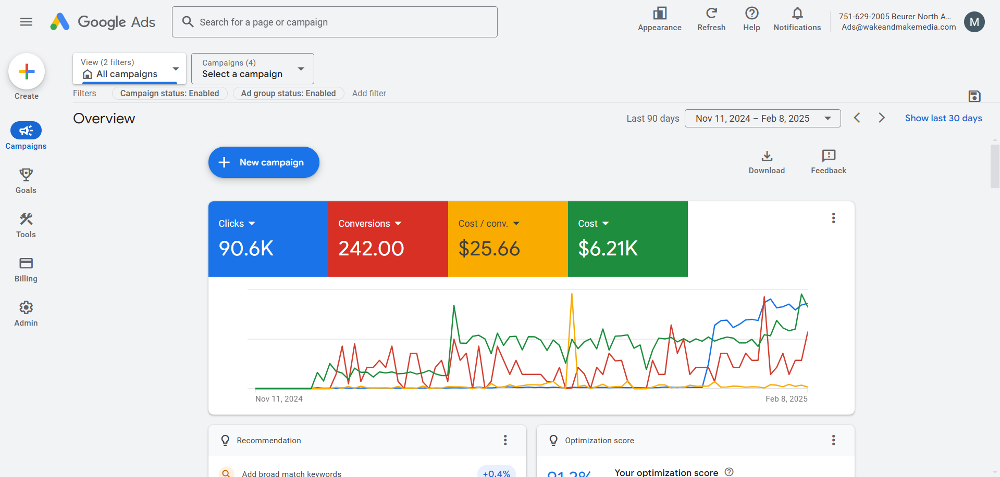 Google Ads
Search for a page or campaign
Appearance
Refresh
Help
Notifications
751-629-2005 Beurer North A...
Ads@wakeandmakemedia.com
M
Create
Campaigns
Goals
Tools
Billing
Admin
View (2 filters)
All campaigns
Campaigns (4)
Select a campaign
Filters
Campaign status: Enabled
Ad group status: Enabled
Add filter
Overview
Last 90 days
Nov 11, 2024 – Feb 8, 2025
Show last 30 days
New campaign
Download
Feedback
Clicks
90.6K
Conversions
242.00
Cost / conv.
$25.66
Cost
$6.21K
Nov 11, 2024
Feb 8, 2025
Recommendation
Add broad match keywords
+0.4%
Optimization score
91.2%
Your optimization score